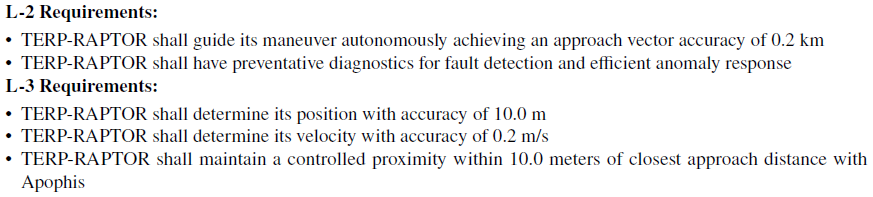 L-2 Requirements:
• TERP-RAPTOR shall guide its maneuver autonomously achieving an approach vector accuracy of 0.2 km
• TERP-RAPTOR shall have preventative diagnostics for fault detection and efficient anomaly response
L-3 Requirements:
• TERP-RAPTOR shall determine its position with accuracy of 10.0 m
• TERP-RAPTOR shall determine its velocity with accuracy of 0.2 m/s
• TERP-RAPTOR shall maintain a controlled proximity within 10.0 meters of closest approach distance with
Apophis